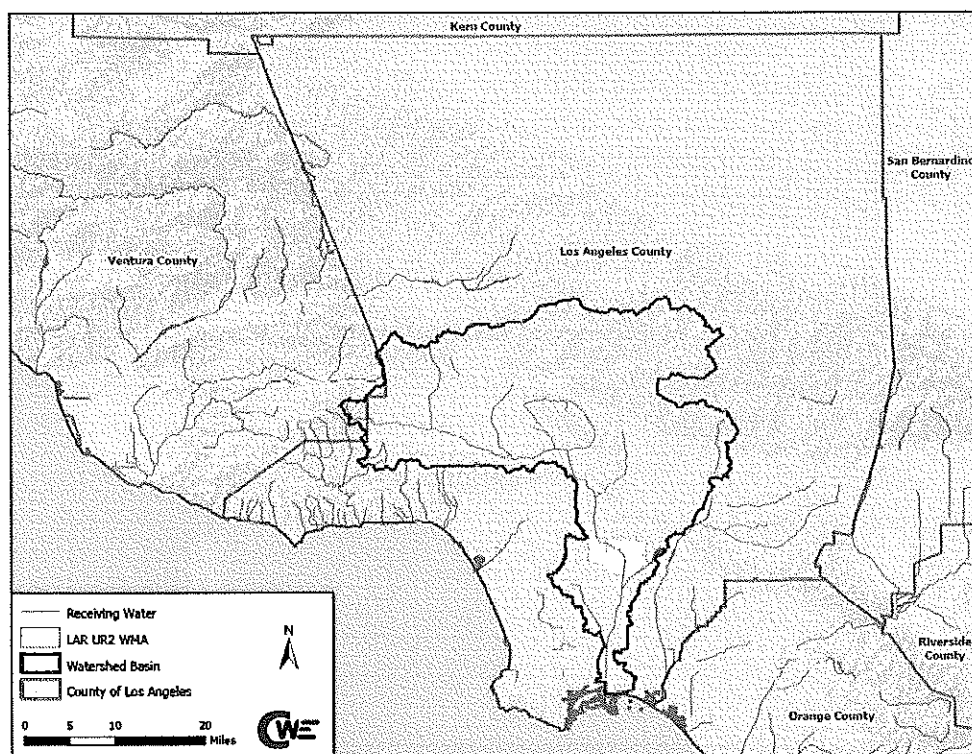 Kern County
San Bernardino
County
Los Angeles County
Ventura County
Receiving Water
LAR UR2 WMA
Watershed Basin
County of Los Angeles
N
0 5 10 20
Miles
CWE
Riverside
County
Orange County